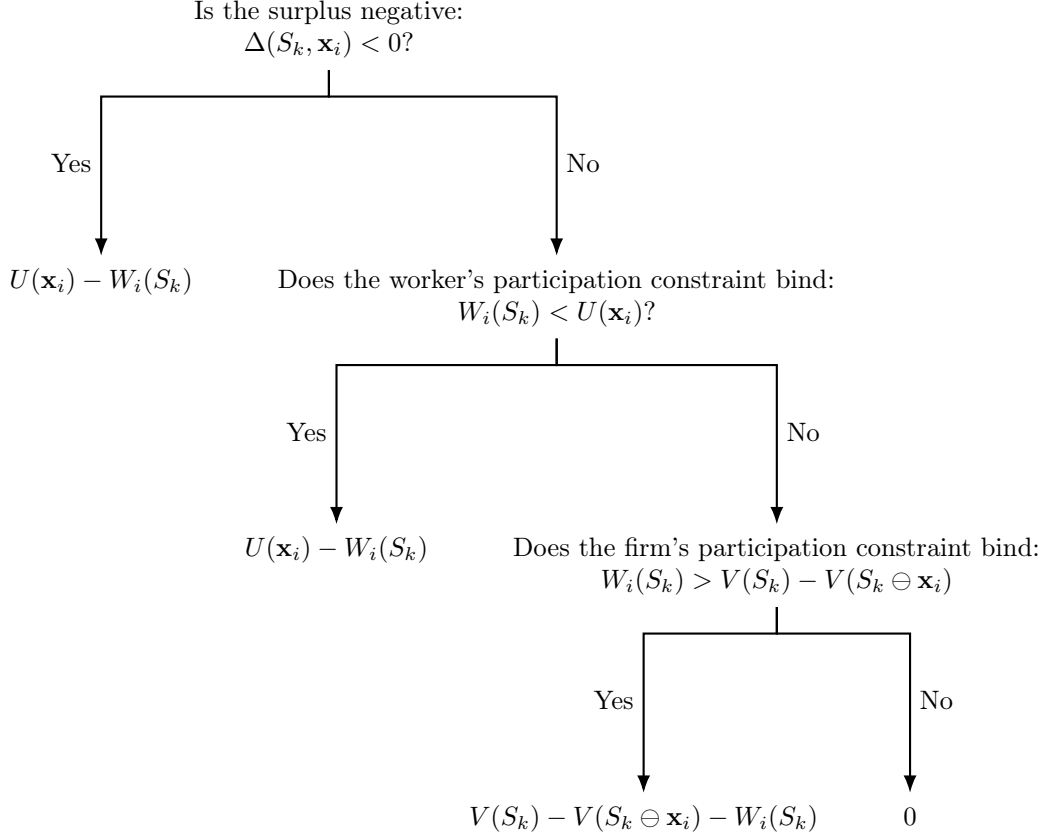 Is the surplus negative:
Δ(S_k, x_i) < 0?
Yes
No
U(x_i) − W_i(S_k)
Does the worker's participation constraint bind:
W_i(S_k) < U(x_i)?
Yes
No
U(x_i) − W_i(S_k)
Does the firm's participation constraint bind:
W_i(S_k) > V(S_k) − V(S_k ⊖ x_i)
Yes
No
V(S_k) − V(S_k ⊖ x_i) − W_i(S_k)
0